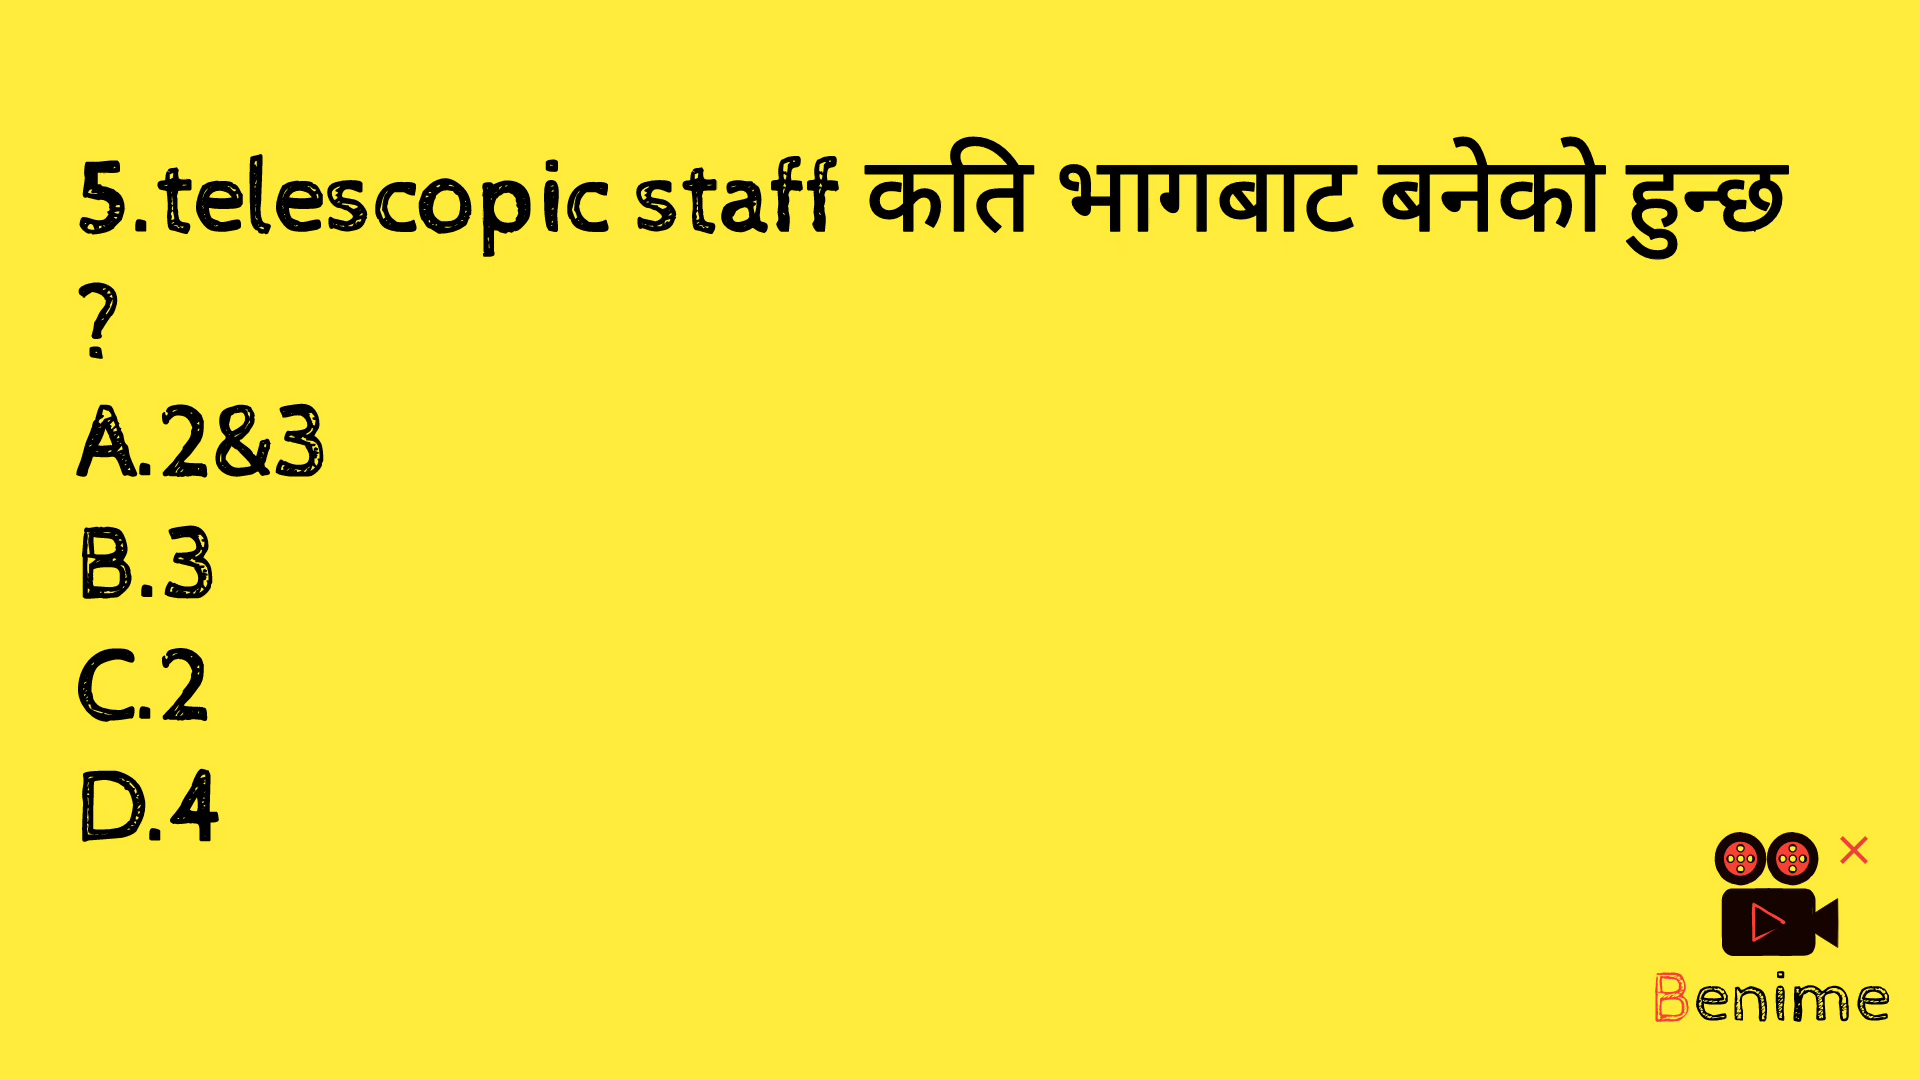 5.telescopic staff कति भागबाट बनेको हुन्छ
?
A.2&3
B.3
C.2
D.4
Benime